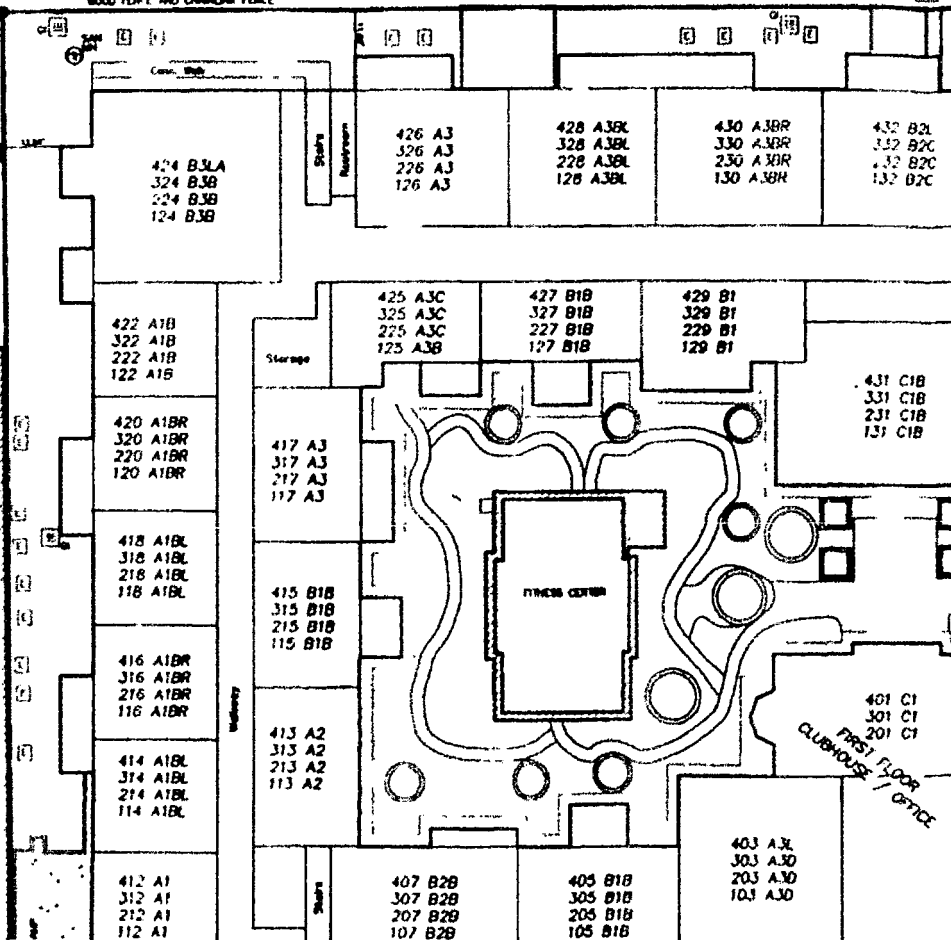 Stairs
Restroom
424 B3LA
324 B3B
224 B3B
124 B3B
426 A3
326 A3
226 A3
126 A3
428 A3BL
328 A3BL
228 A3BL
128 A3BL
430 A3BR
330 A3BR
230 A3BR
130 A3BR
432 B2L
332 B2C
232 B2C
132 B2C
422 A1B
322 A1B
222 A1B
122 A1B
Storage
425 A3C
325 A3C
225 A3C
125 A3B
427 B1B
327 B1B
227 B1B
127 B1B
429 B1
329 B1
229 B1
129 B1
431 C1B
331 C1B
231 C1B
131 C1B
420 A1BR
320 A1BR
220 A1BR
120 A1BR
417 A3
317 A3
217 A3
117 A3
418 A1BL
318 A1BL
218 A1BL
118 A1BL
415 B1B
315 B1B
215 B1B
115 B1B
FITNESS CENTER
416 A1BR
316 A1BR
216 A1BR
116 A1BR
Walkway
413 A2
313 A2
213 A2
113 A2
401 C1
301 C1
201 C1
FIRST FLOOR
CLUBHOUSE / OFFICE
414 A1BL
314 A1BL
214 A1BL
114 A1BL
403 A3L
303 A3D
203 A3D
103 A3D
412 A1
312 A1
212 A1
112 A1
Stairs
407 B2B
307 B2B
207 B2B
107 B2B
405 B1B
305 B1B
205 B1B
105 B1B